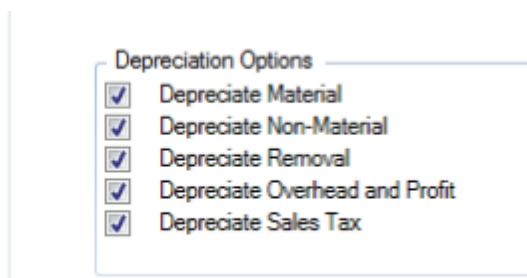 Depreciation Options
Depreciate Material
Depreciate Non-Material
Depreciate Removal
Depreciate Overhead and Profit
Depreciate Sales Tax